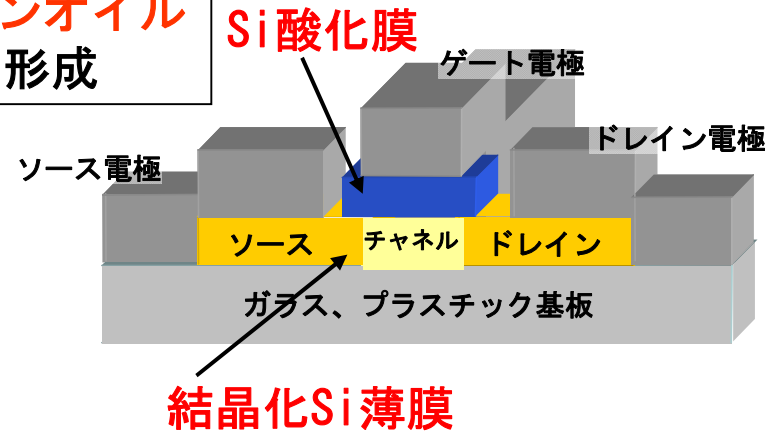 ンオイル
形成
Si酸化膜
ゲート電極
ドレイン電極
ソース電極
ソース
チャネル
ドレイン
ガラス、プラスチック基板
結晶化Si薄膜